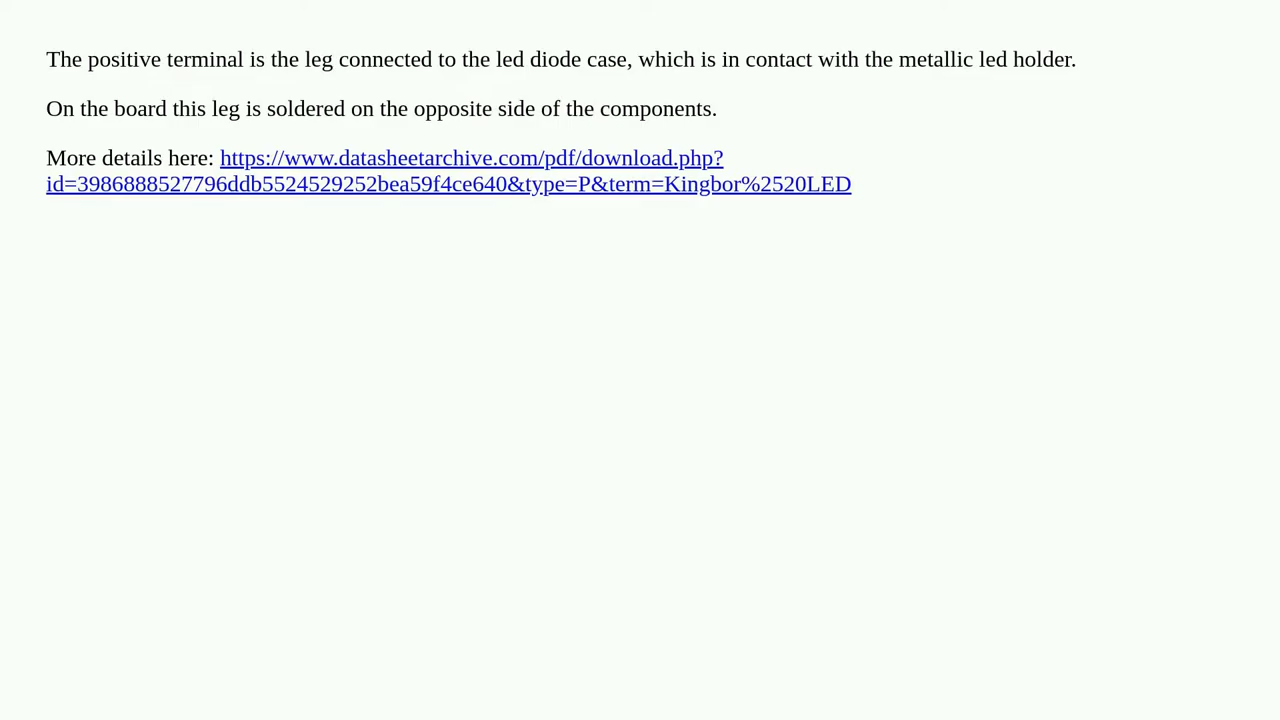 The positive terminal is the leg connected to the led diode case, which is in contact with the metallic led holder.
On the board this leg is soldered on the opposite side of the components.
More details here: https://www.datasheetarchive.com/pdf/download.php?
id=3986888527796ddb5524529252bea59f4ce640&type=P&term=Kingbor%2520LED